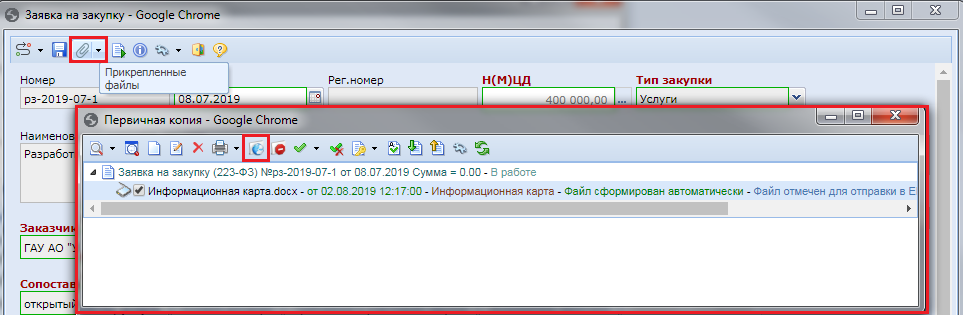 Заявка на закупку - Google Chrome
Прикрепленные
файлы
Номер
Рег.номер
Н(М)ЦД
Тип закупки
рз-2019-07-1
08.07.2019
400 000,00
...
Услуги
Первичная копия - Google Chrome
Наименов
Разработ
Заявка на закупку (223-ФЗ) №рз-2019-07-1 от 08.07.2019 Сумма = 0.00 - В работе
Информационная карта.docx - от 02.08.2019 12:17:00 - Информационная карта - Файл сформирован автоматически - Файл отмечен для отправки в Е
Заказчик
ГАУ АО "У
Сопостав
открытый